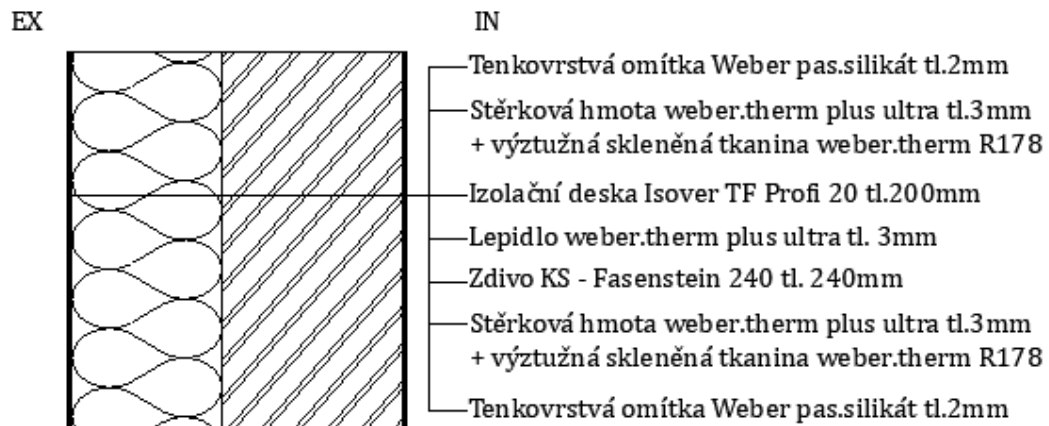 EX
IN
Tenkovrstvá omítka Weber pas.silikát tl.2mm
Stěrková hmota weber.therm plus ultra tl.3mm
+ výztužná skleněná tkanina weber.therm R178
Izolační deska Isover TF Profi 20 tl.200mm
Lepidlo weber.therm plus ultra tl. 3mm
Zdivo KS - Fasenstein 240 tl. 240mm
Stěrková hmota weber.therm plus ultra tl.3mm
+ výztužná skleněná tkanina weber.therm R178
Tenkovrstvá omítka Weber pas.silikát tl.2mm